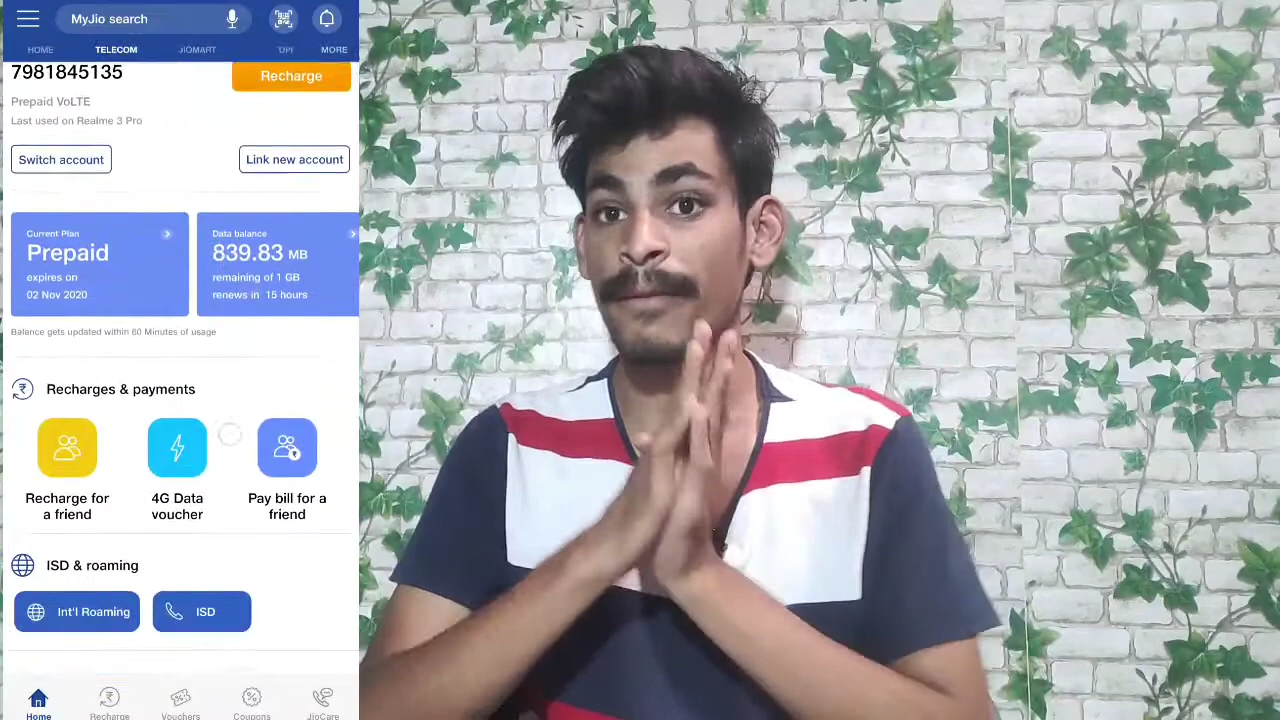 MyJio search
HOME TELECOM JIOMART UPI MORE
7981845135
Recharge
Prepaid VoLTE
Last used on Realme 3 Pro
Switch account
Link new account
Current Plan
Prepaid
expires on
02 Nov 2020
Data balance
839.83 MB
remaining of 1 GB
renews in 15 hours
Balance gets updated within 60 Minutes of usage
Recharges & payments
Recharge for
a friend
4G Data
voucher
Pay bill for a
friend
ISD & roaming
Int'l Roaming
ISD
Home Recharge Vouchers Coupons JioCare